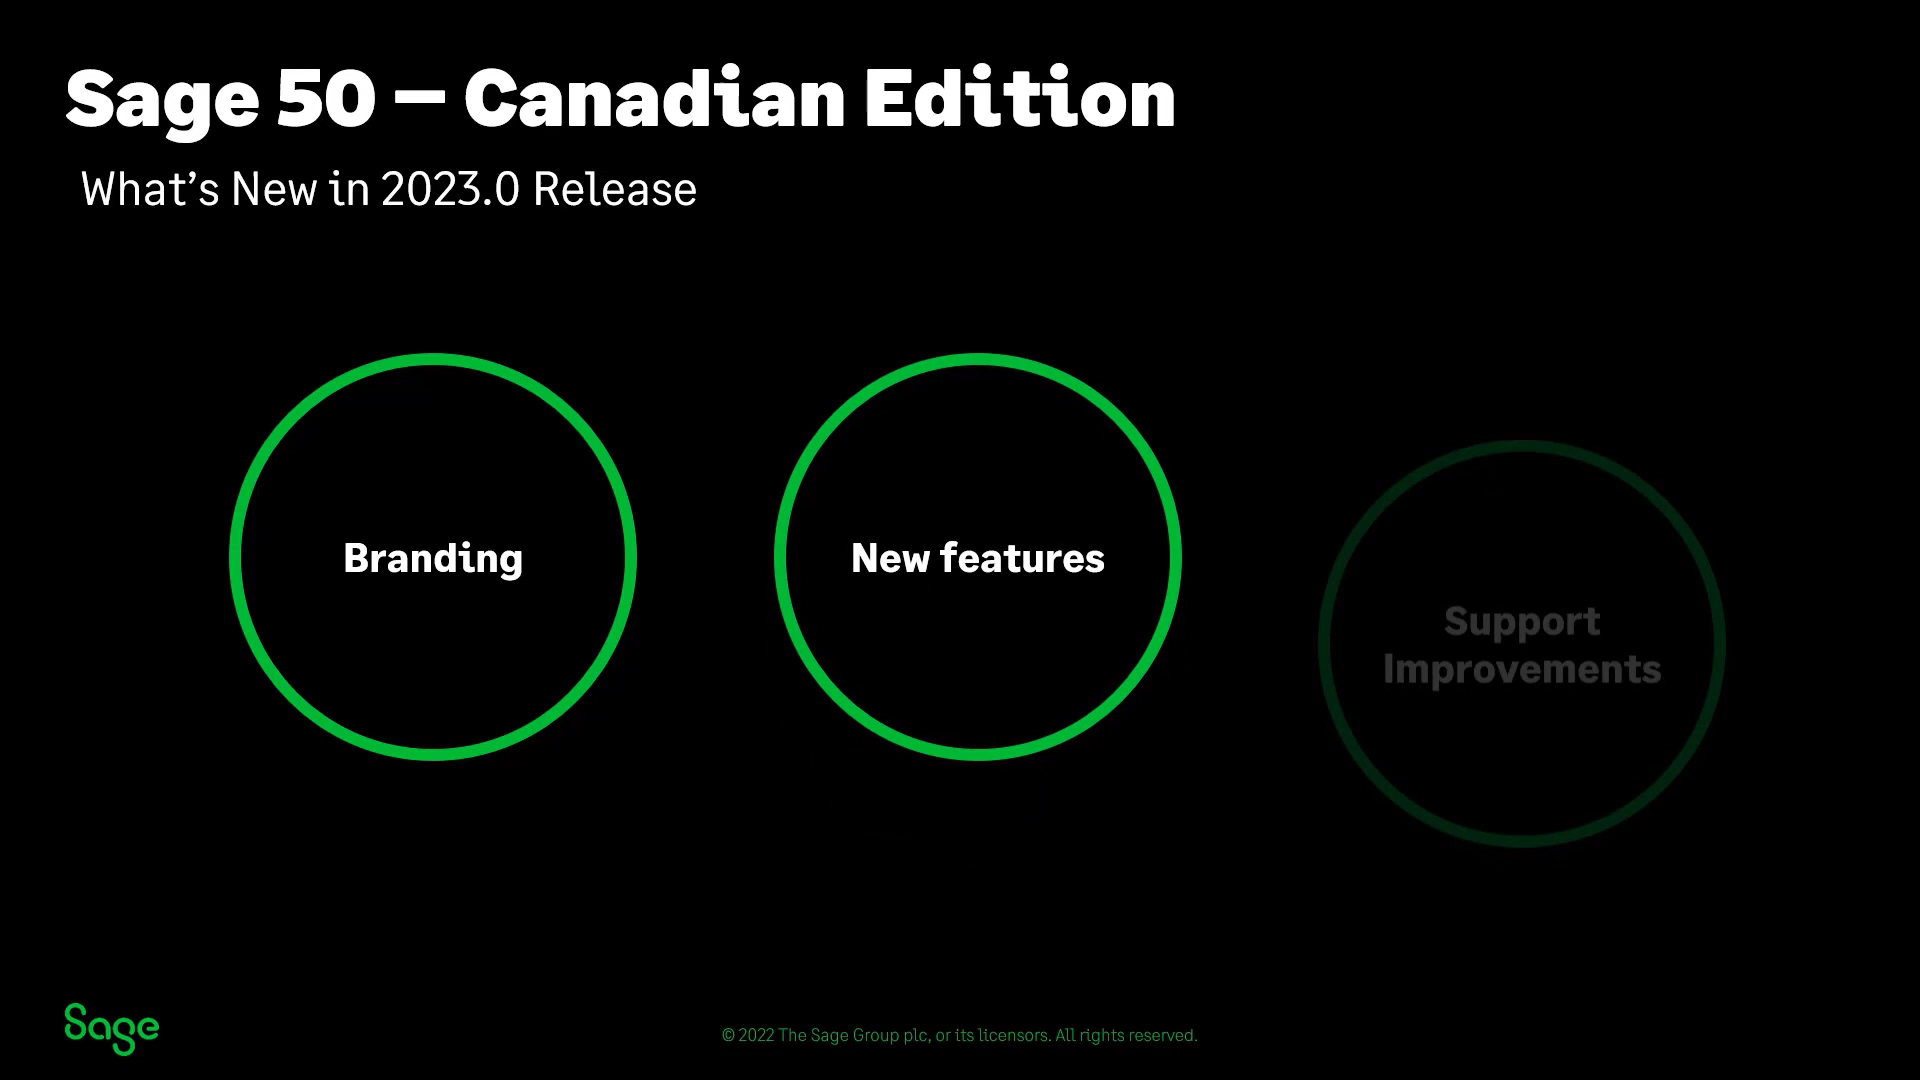 Sage 50 – Canadian Edition
What’s New in 2023.0 Release
Branding
New features
Support
Improvements
Sage
© 2022 The Sage Group plc, or its licensors. All rights reserved.